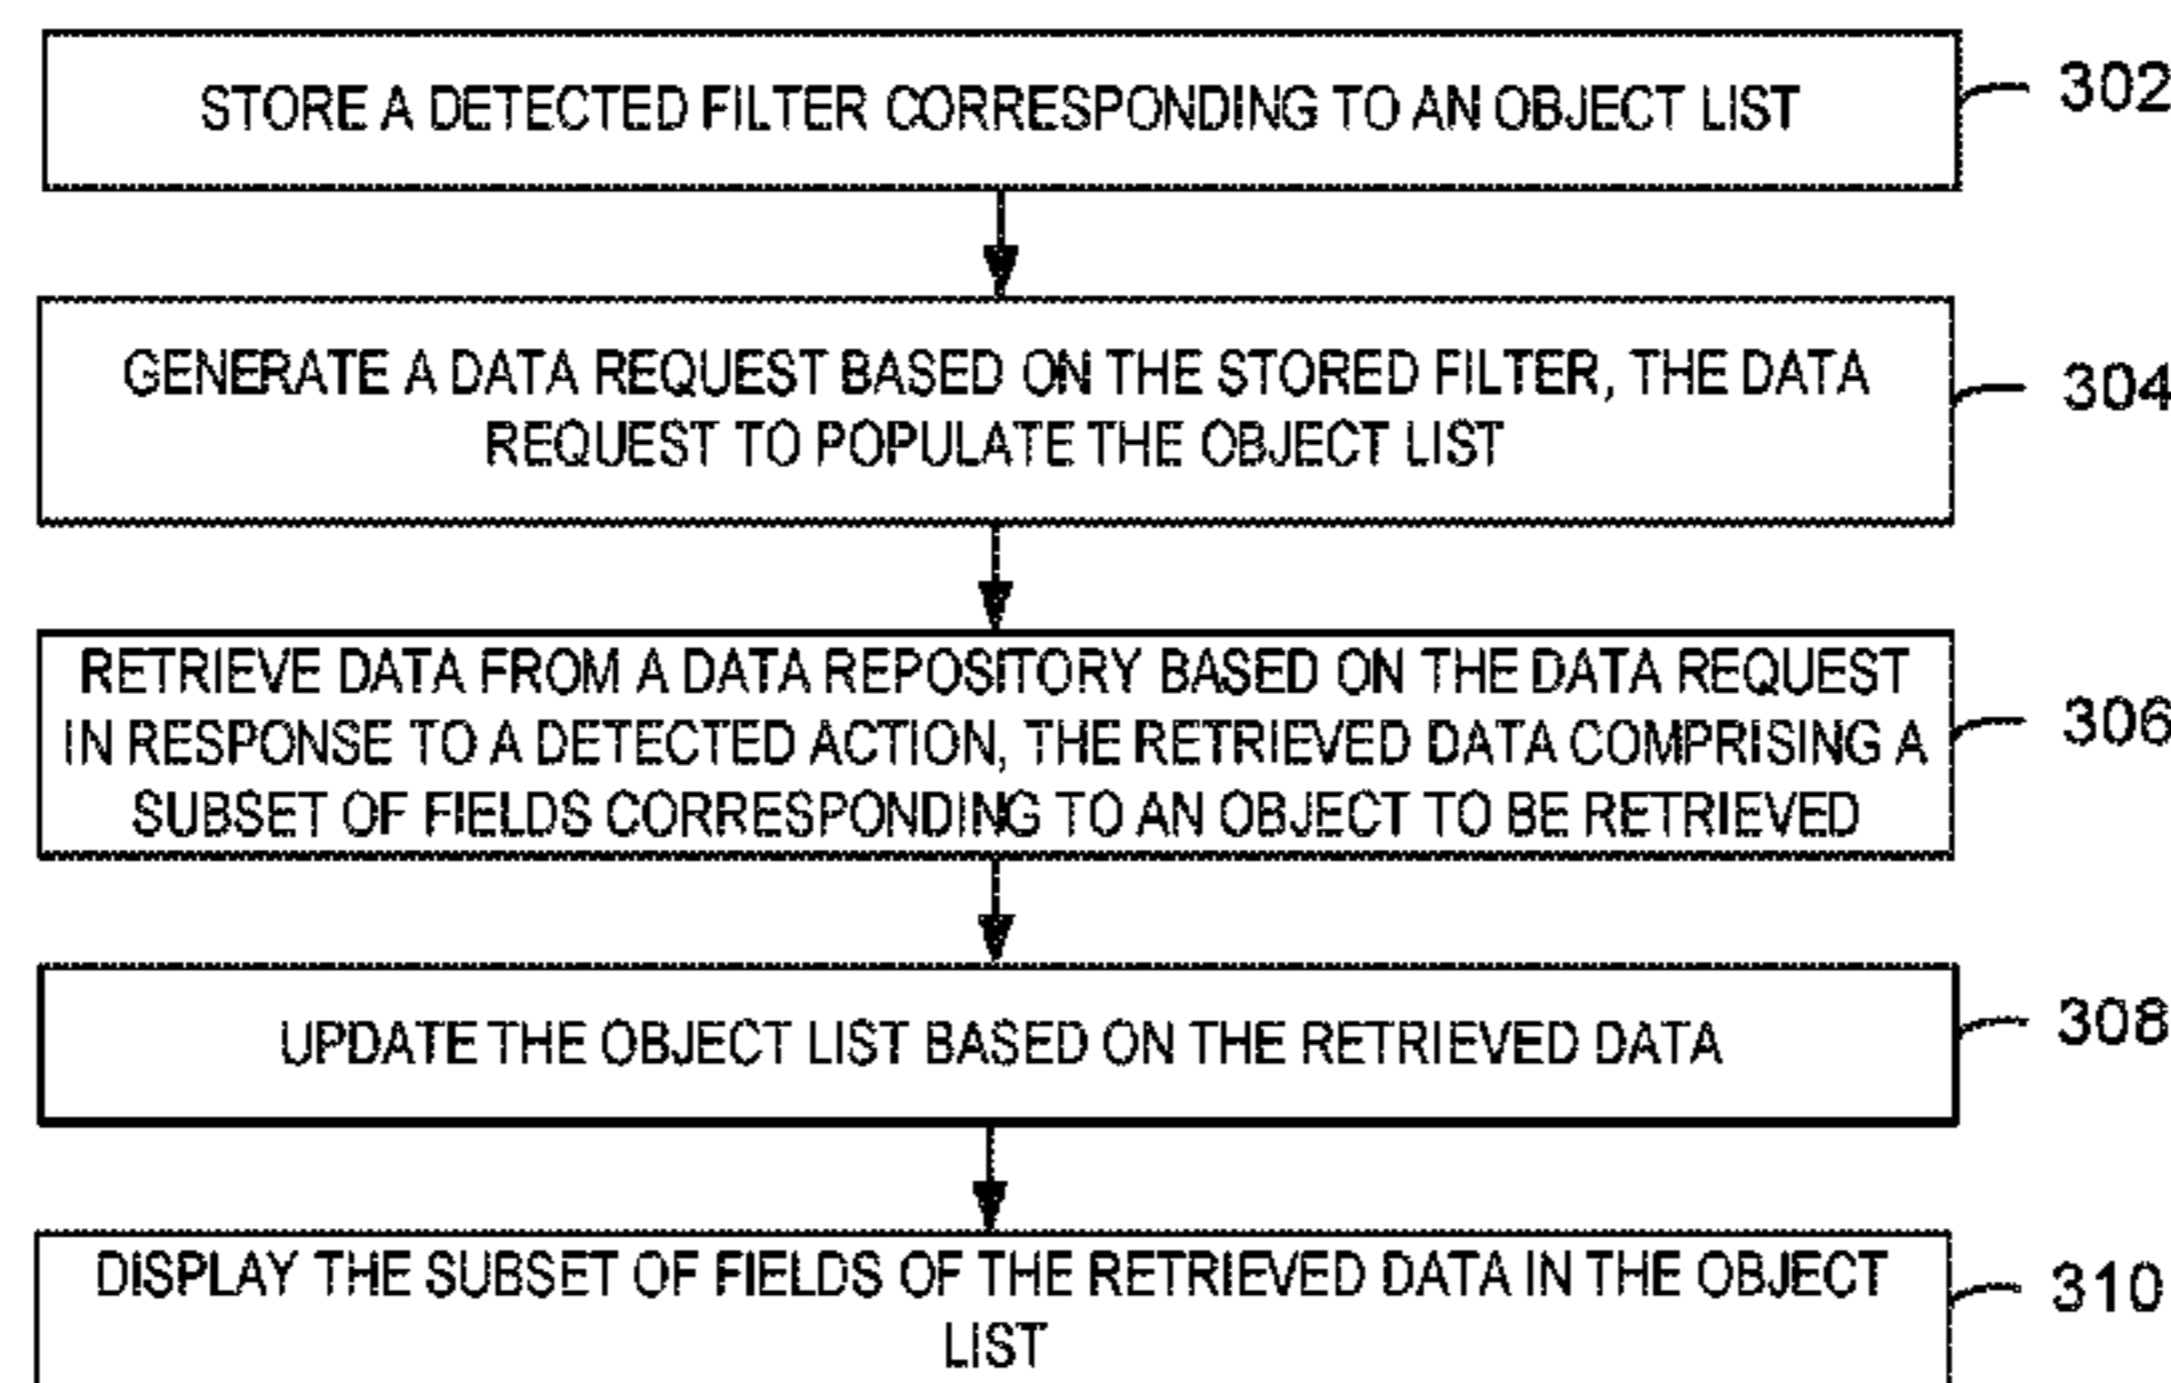 STORE A DETECTED FILTER CORRESPONDING TO AN OBJECT LIST
302
GENERATE A DATA REQUEST BASED ON THE STORED FILTER, THE DATA
REQUEST TO POPULATE THE OBJECT LIST
304
RETRIEVE DATA FROM A DATA REPOSITORY BASED ON THE DATA REQUEST
IN RESPONSE TO A DETECTED ACTION, THE RETRIEVED DATA COMPRISING A
SUBSET OF FIELDS CORRESPONDING TO AN OBJECT TO BE RETRIEVED
306
UPDATE THE OBJECT LIST BASED ON THE RETRIEVED DATA
308
DISPLAY THE SUBSET OF FIELDS OF THE RETRIEVED DATA IN THE OBJECT
LIST
310